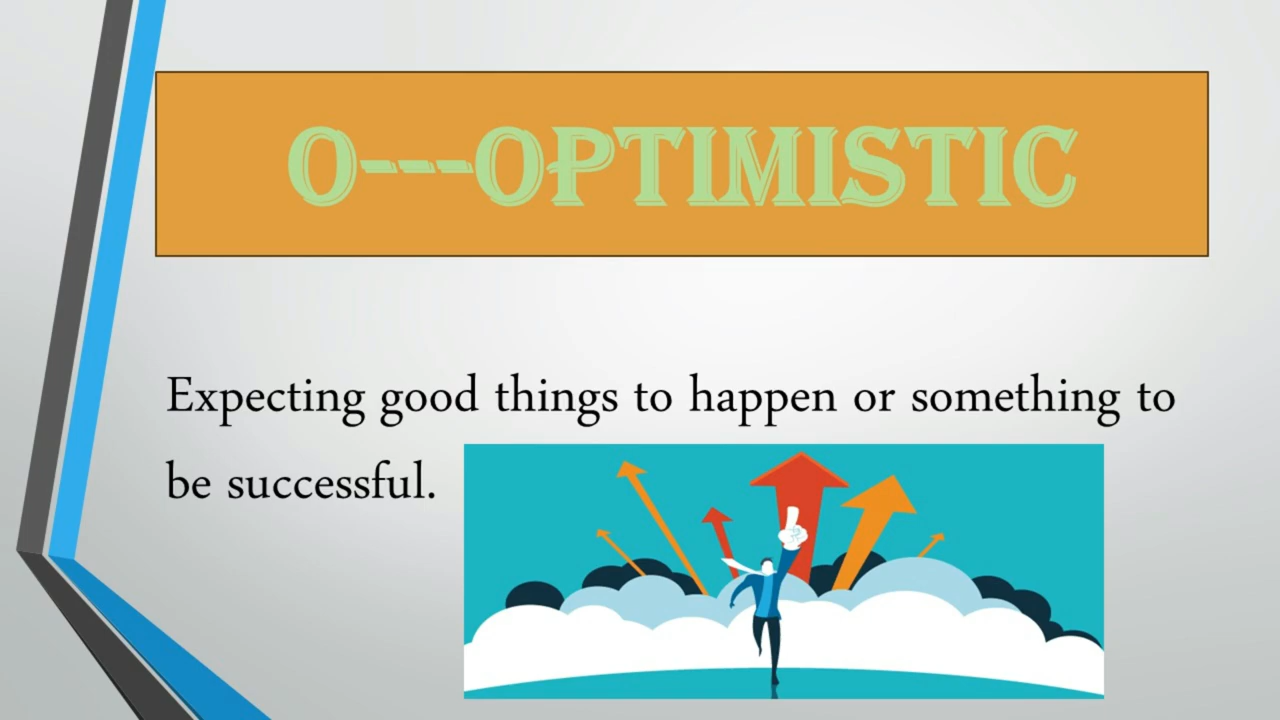 O---OPTIMISTIC
Expecting good things to happen or something to
be successful.